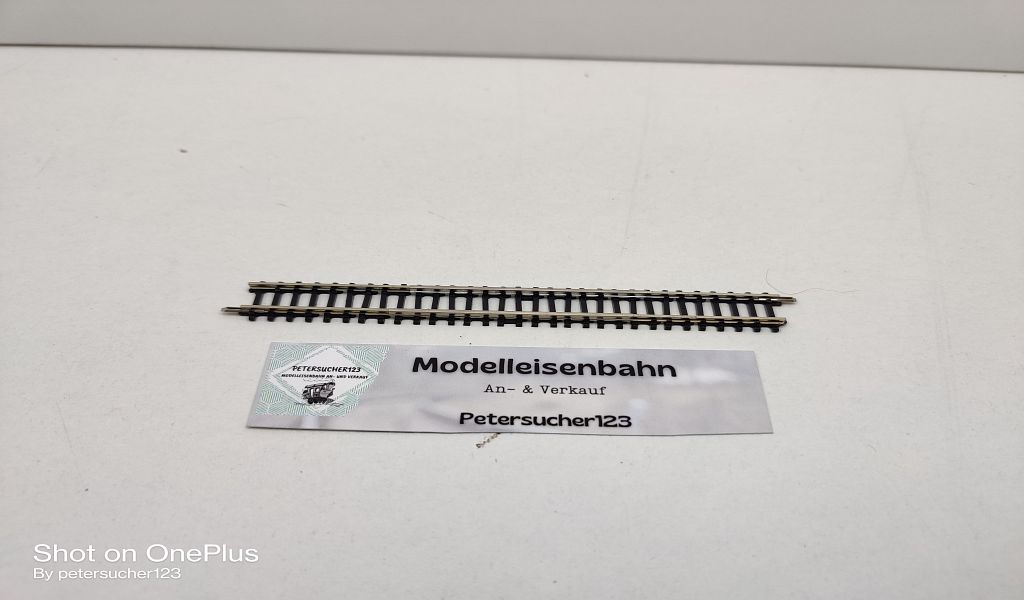 PETERSUCHER123
MODELLEISENBAHN AN- UND VERKAUF
Modelleisenbahn
An- & Verkauf
Petersucher123
Shot on OnePlus
By petersucher123